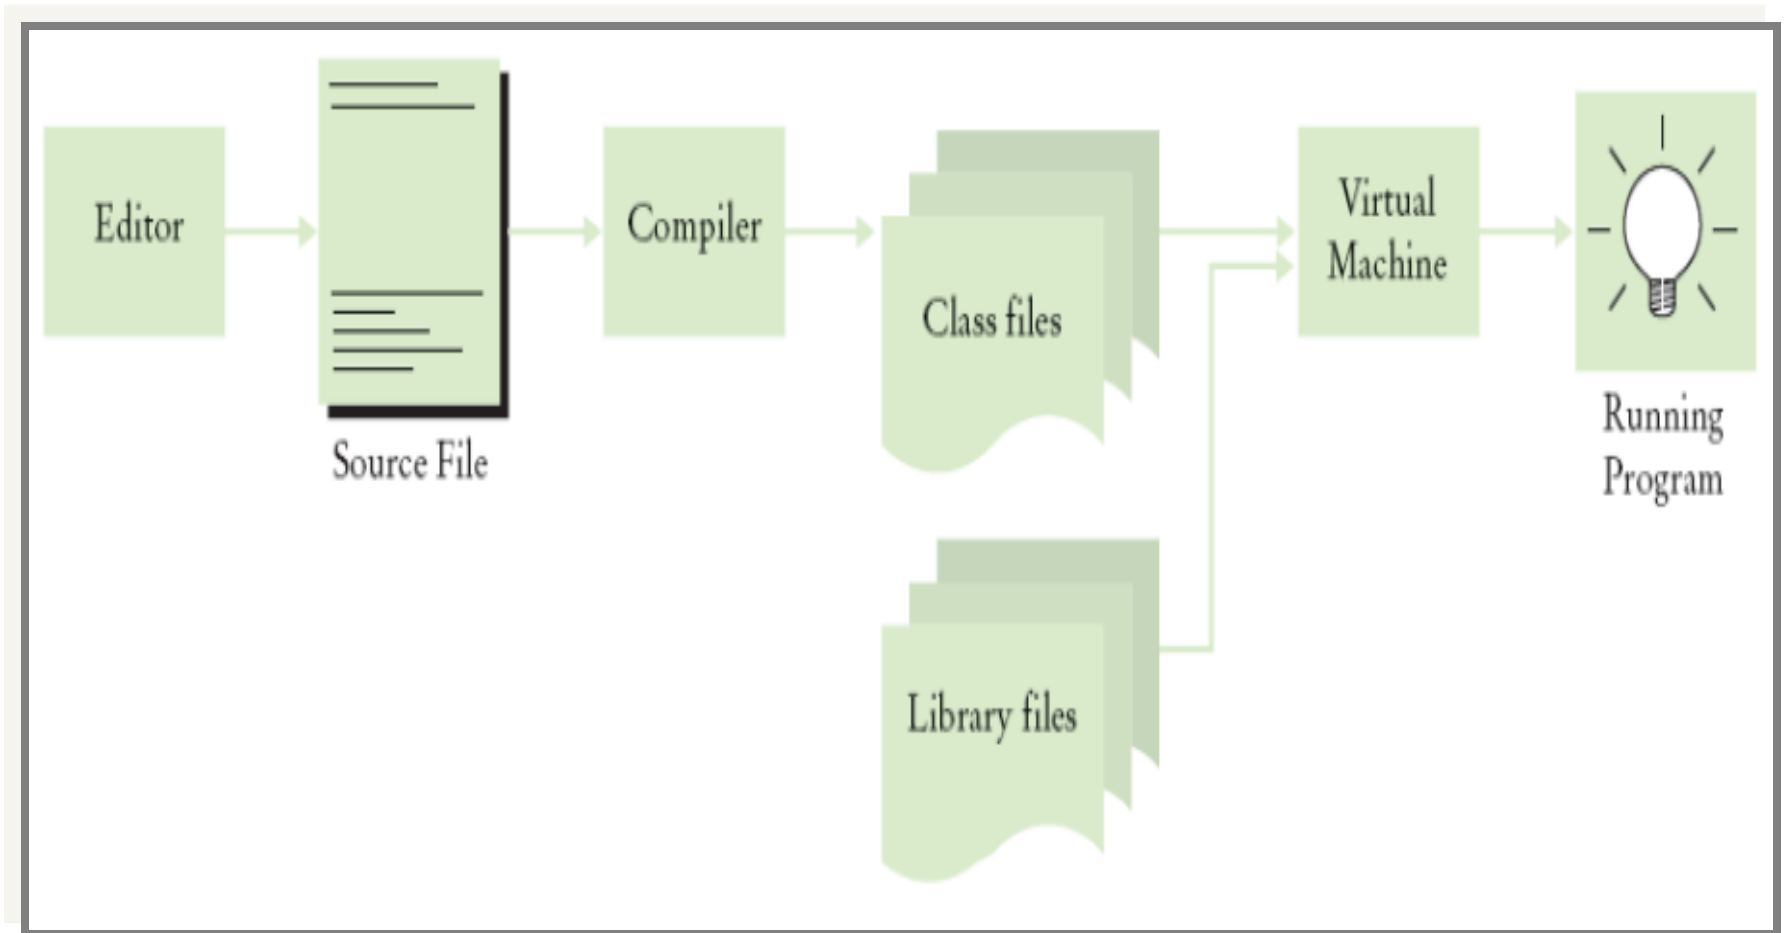 Editor
Source File
Compiler
Class files
Library files
Virtual
Machine
Running
Program